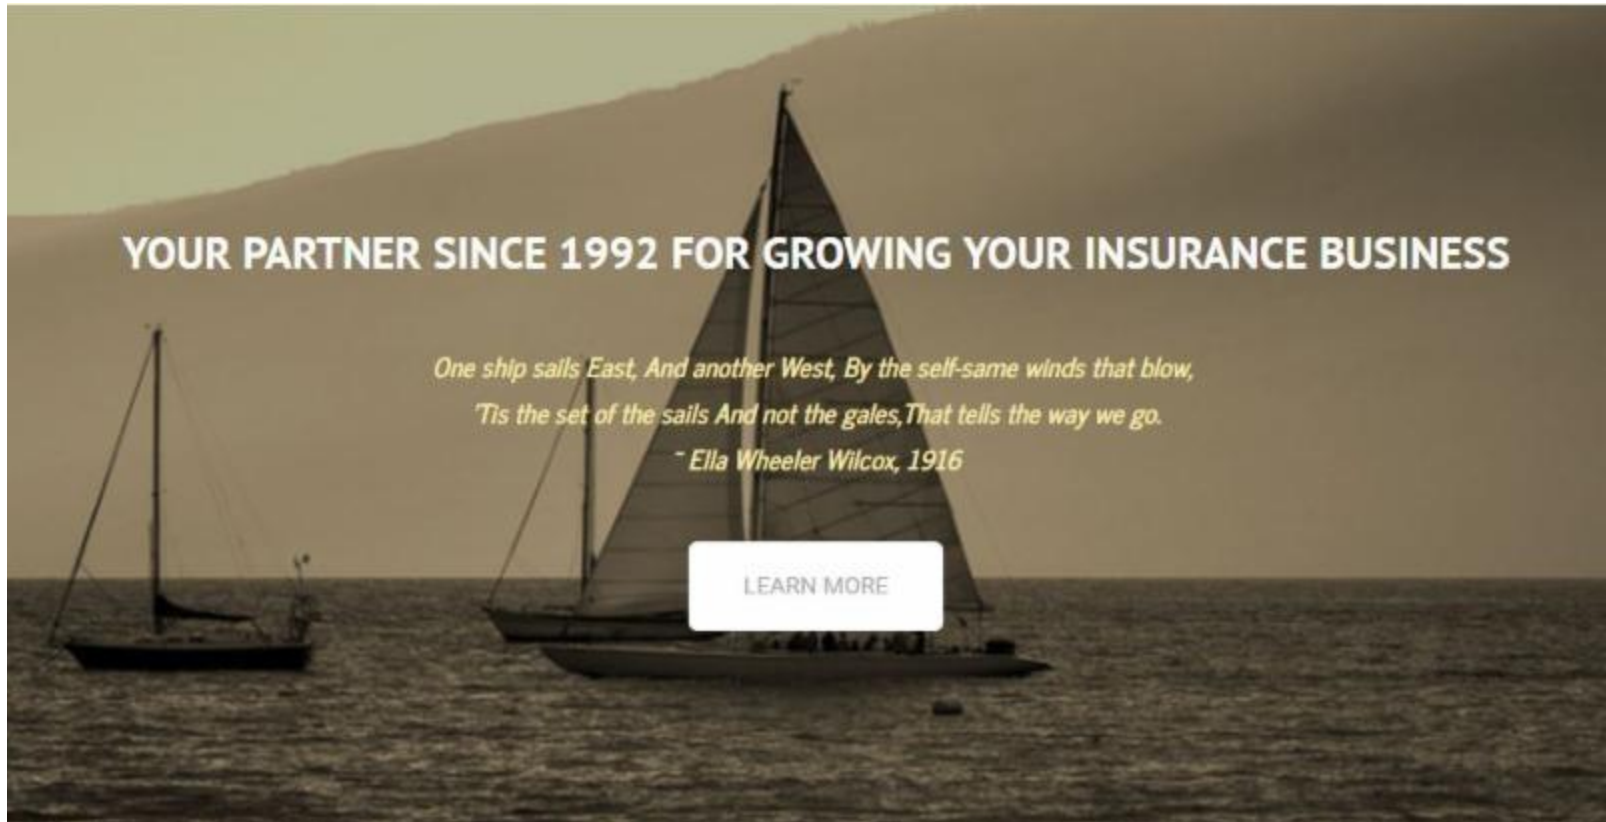 YOUR PARTNER SINCE 1992 FOR GROWING YOUR INSURANCE BUSINESS
One ship sails East, And another West, By the self-same winds that blow,
'Tis the set of the sails And not the gales,That tells the way we go.
~ Ella Wheeler Wilcox, 1916
LEARN MORE